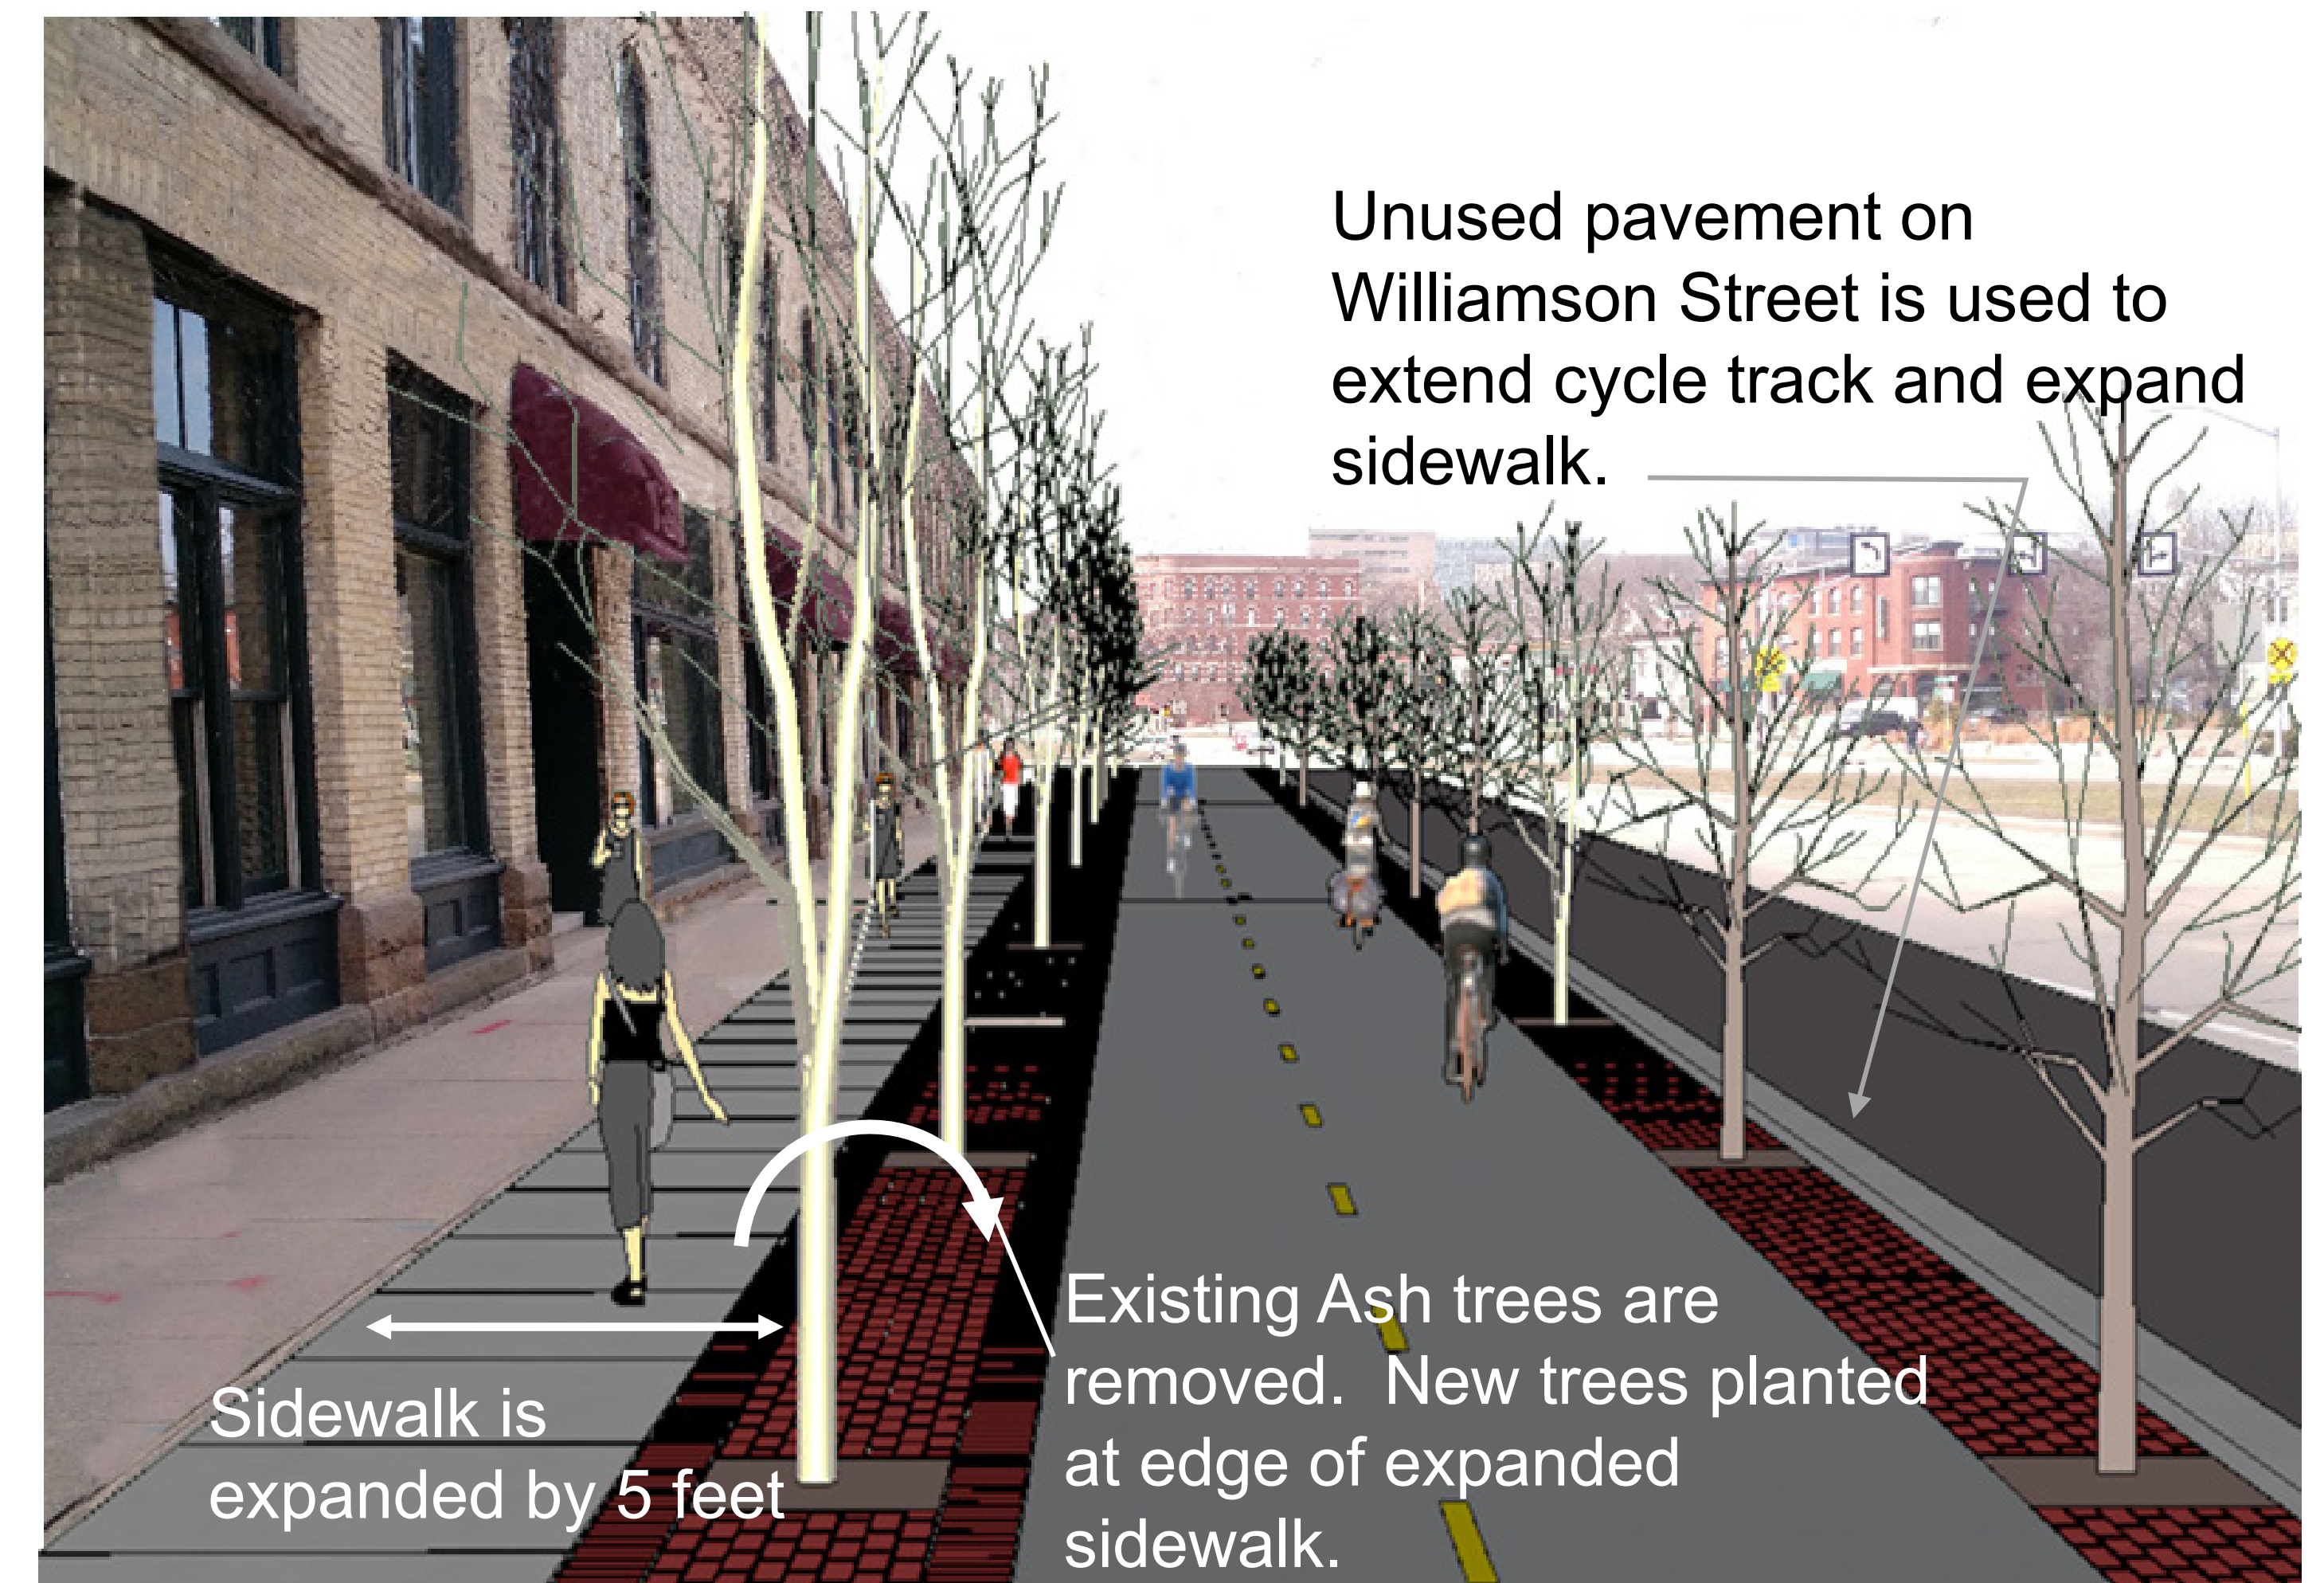 Unused pavement on
Williamson Street is used to
extend cycle track and expand
sidewalk.
Existing Ash trees are
removed.  New trees planted
at edge of expanded
sidewalk.
Sidewalk is
expanded by 5 feet